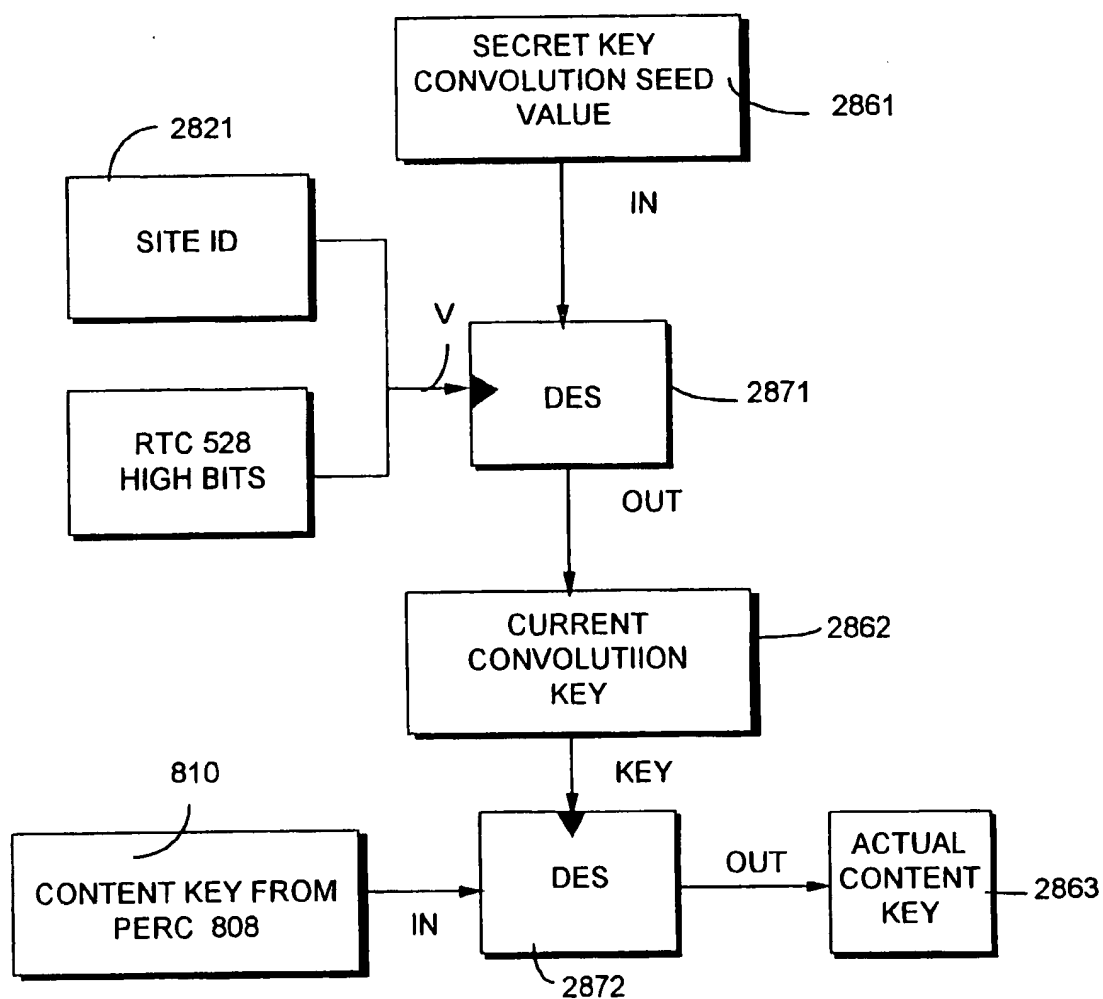 SECRET KEY
CONVOLUTION SEED
VALUE
2861
2821
IN
SITE ID
V
DES
2871
RTC 528
HIGH BITS
OUT
CURRENT
CONVOLUTIION
KEY
2862
KEY
810
CONTENT KEY FROM
PERC 808
IN
DES
2872
OUT
ACTUAL
CONTENT
KEY
2863